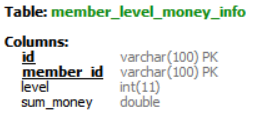 Table: member_level_money_info
Columns:
id varchar(100) PK
member_id varchar(100) PK
level int(11)
sum_money double